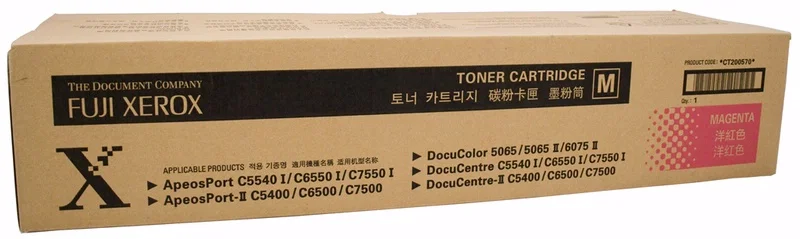 THE DOCUMENT COMPANY
FUJI XEROX
TONER CARTRIDGE M
토너 카트리지 碳粉卡匣 墨粉筒
PRODUCT CODE: *CT200570*
Qty.: 1
MAGENTA
洋紅色
洋红色
X
APPLICABLE PRODUCTS 적용 기종명 適用機種名稱 适用机型名称
ApeosPort C5540 I/C6550 I/C7550 I
ApeosPort-II C5400/C6500/C7500
DocuColor 5065/5065 II/6075 II
DocuCentre C5540 I/C6550 I/C7550 I
DocuCentre-II C5400/C6500/C7500